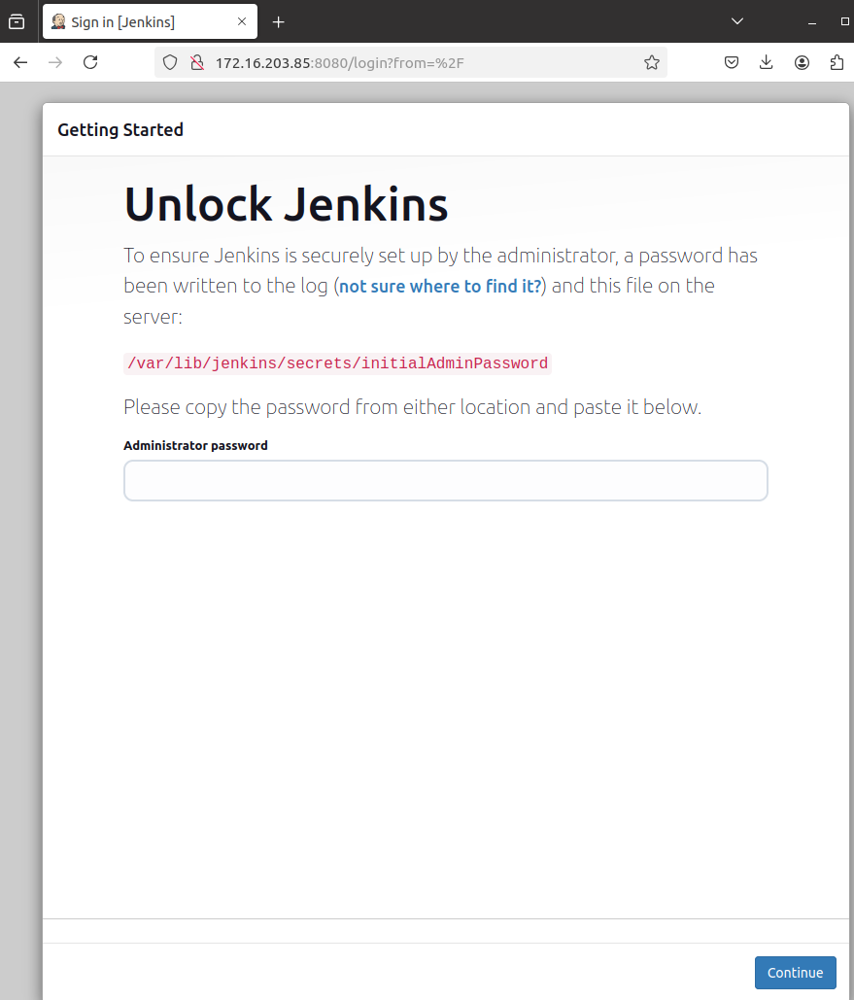 Sign in [Jenkins]
172.16.203.85:8080/login?from=%2F
Getting Started
Unlock Jenkins
To ensure Jenkins is securely set up by the administrator, a password has
been written to the log (not sure where to find it?) and this file on the
server:
/var/lib/jenkins/secrets/initialAdminPassword
Please copy the password from either location and paste it below.
Administrator password
Continue